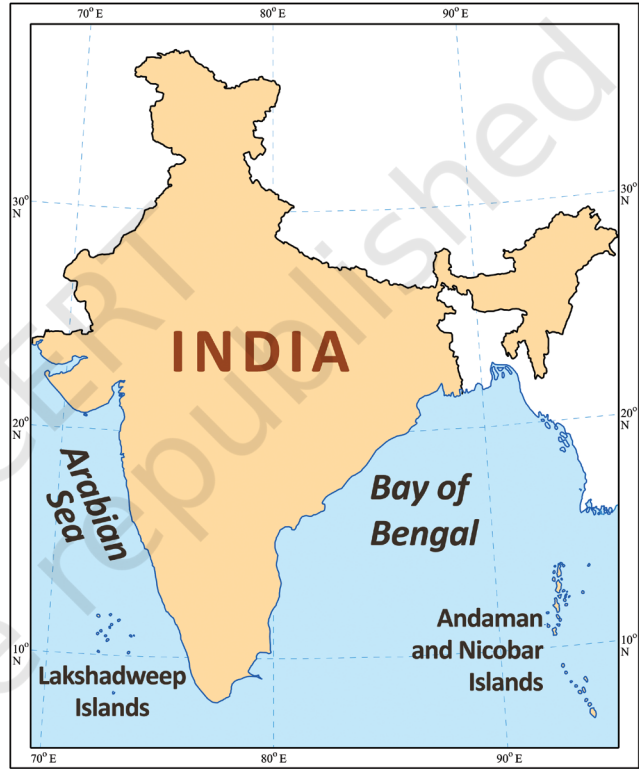 70° E 80° E 90° E
30°
N
30°
N
INDIA
20°
N
20°
N
Arabian
Sea
Bay of
Bengal
Andaman
and Nicobar
Islands
10°
N
10°
N
Lakshadweep
Islands
70° E 80° E 90° E
republished